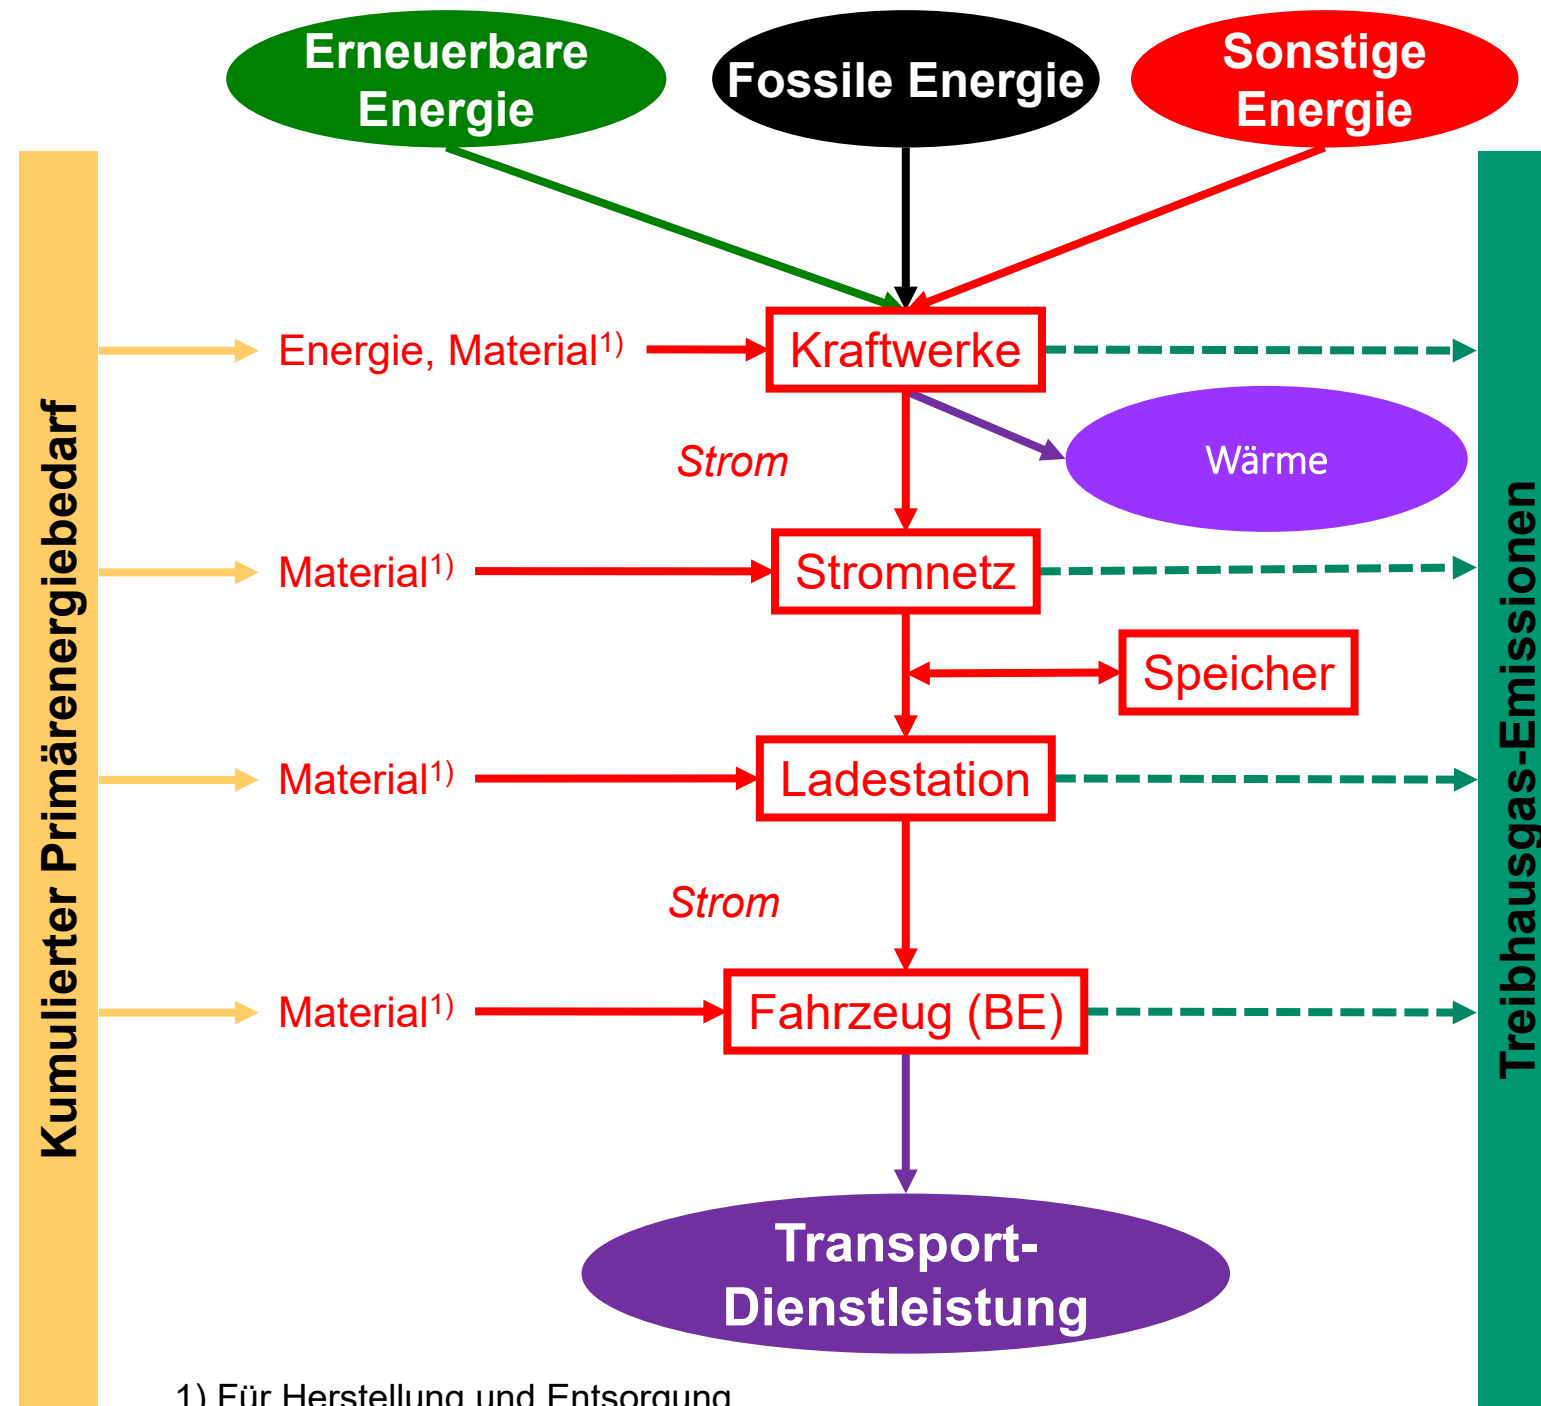 Erneuerbare
Energie
Fossile Energie
Sonstige
Energie
Kumulierter Primärenergiebedarf
Treibhausgas-Emissionen
Energie, Material1)
Kraftwerke
Strom
Wärme
Material1)
Stromnetz
Speicher
Material1)
Ladestation
Strom
Material1)
Fahrzeug (BE)
Transport-
Dienstleistung
1) Für Herstellung und Entsorgung